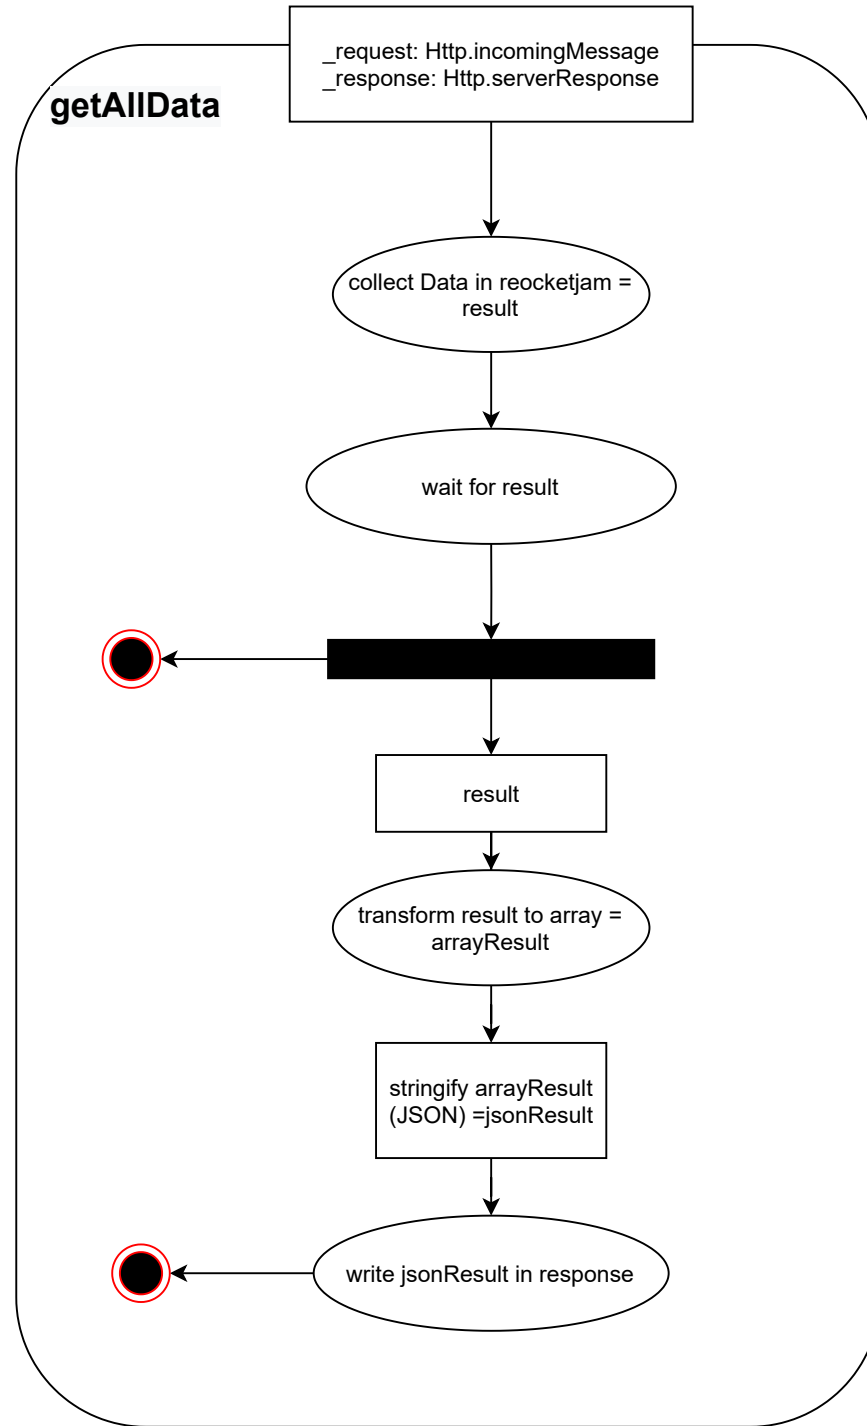 _request: Http.incomingMessage
_response: Http.serverResponse
getAllData
collect Data in reocketjam =
result
wait for result
result
transform result to array =
arrayResult
stringify arrayResult
(JSON) =jsonResult
write jsonResult in response